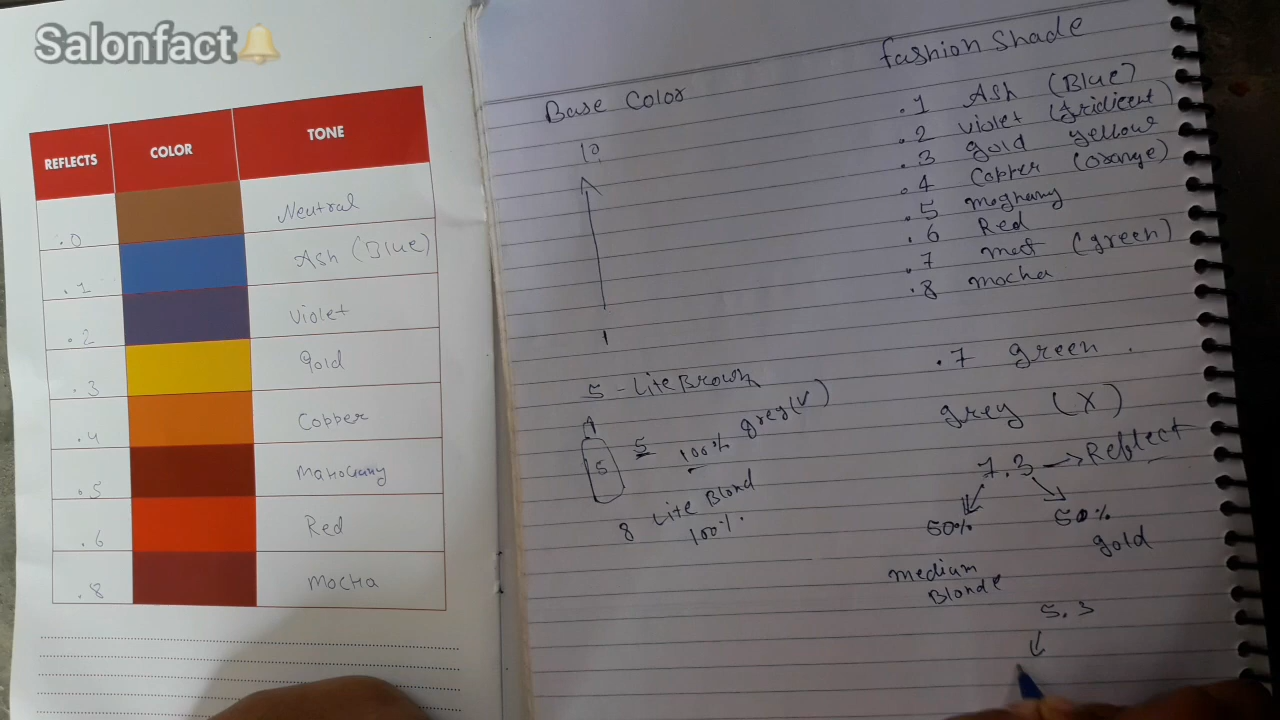 Salonfact
REFLECTS COLOR TONE
.0 Neutral
.1 Ash (Blue)
.2 Violet
.3 gold
.4 Copper
.5 Mahogany
.6 Red
.8 Mocha
Base Color
10
1
5 - Lite Brown
5 5 100% grey (✓)
8 Lite Blond
100%.
fashion shade
.1 Ash (Blue)
.2 violet (Iridicent)
.3 gold yellow
.4 Copper (orange)
.5 moghany
.6 Red
.7 mat (green)
.8 mocha
.7 green .
grey (X)
7.3 → Reflect
50% 50%
gold
medium
Blonde
5.3